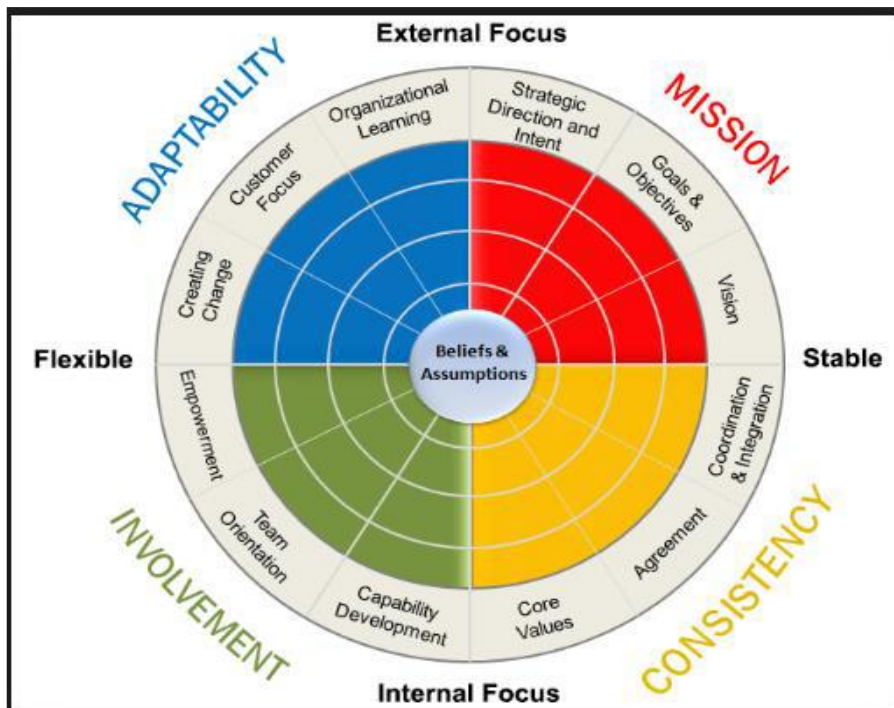 External Focus
ADAPTABILITY
MISSION
Organizational
Learning
Strategic
Direction and
Intent
Customer
Focus
Goals &
Objectives
Creating
Change
Vision
Flexible
Beliefs &
Assumptions
Stable
Empowerment
Coordination
& Integration
Team
Orientation
Agreement
Capability
Development
Core
Values
INVOLVEMENT
CONSISTENCY
Internal Focus